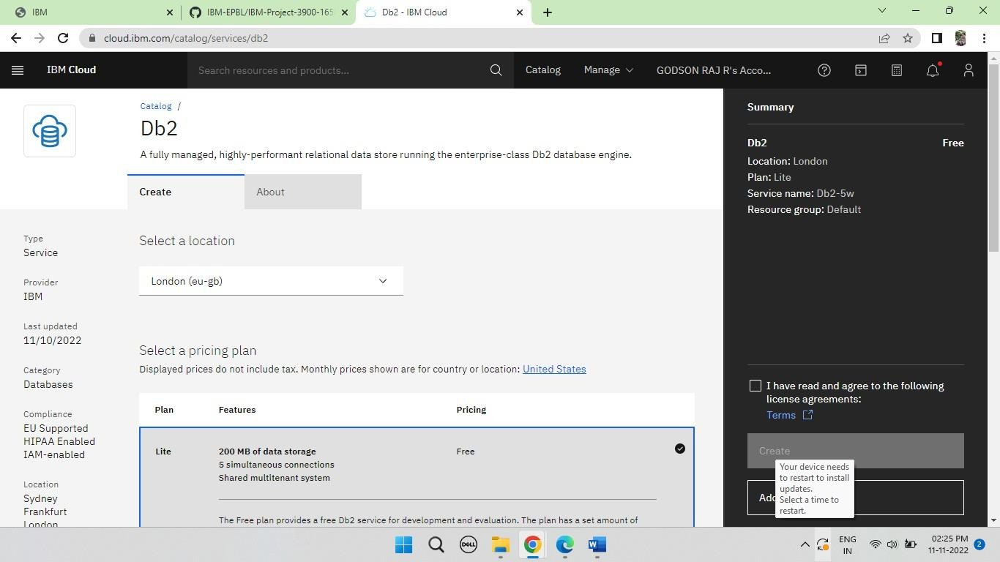 IBM
IBM-EPBL/IBM-Project-3900-165
Db2 - IBM Cloud
cloud.ibm.com/catalog/services/db2
IBM Cloud
Search resources and products...
Catalog
Manage
GODSON RAJ R's Acco...
Catalog /
Db2
A fully managed, highly-performant relational data store running the enterprise-class Db2 database engine.
Create
About
Type
Service
Provider
IBM
Last updated
11/10/2022
Category
Databases
Compliance
EU Supported
HIPAA Enabled
IAM-enabled
Location
Sydney
Frankfurt
London
Select a location
London (eu-gb)
Select a pricing plan
Displayed prices do not include tax. Monthly prices shown are for country or location: United States
Plan
Features
Pricing
Lite
200 MB of data storage
5 simultaneous connections
Shared multitenant system
Free
The Free plan provides a free Db2 service for development and evaluation. The plan has a set amount of
Summary
Db2
Free
Location: London
Plan: Lite
Service name: Db2-5w
Resource group: Default
I have read and agree to the following
license agreements:
Terms
Create
Your device needs
to restart to install
updates.
Select a time to
restart.
DELL
ENG
IN
02:25 PM
11-11-2022
2